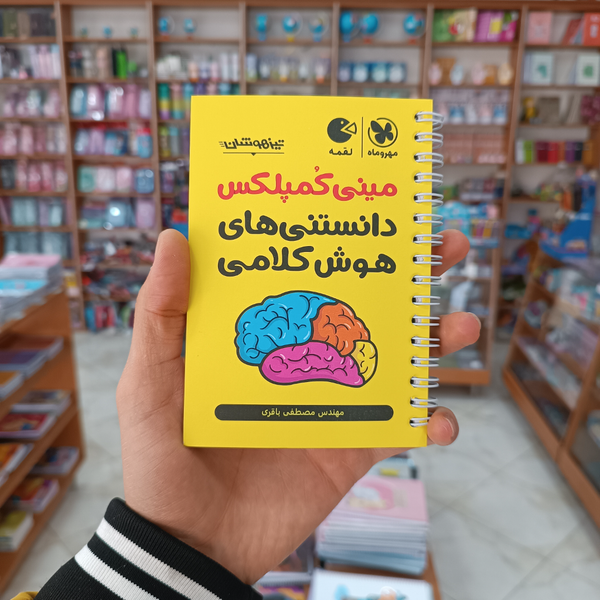 مهروماه
لقمه
تیزهوشان
مینی کُمپلکس
دانستنی‌های
هوش کلامی
مهندس مصطفی باقری